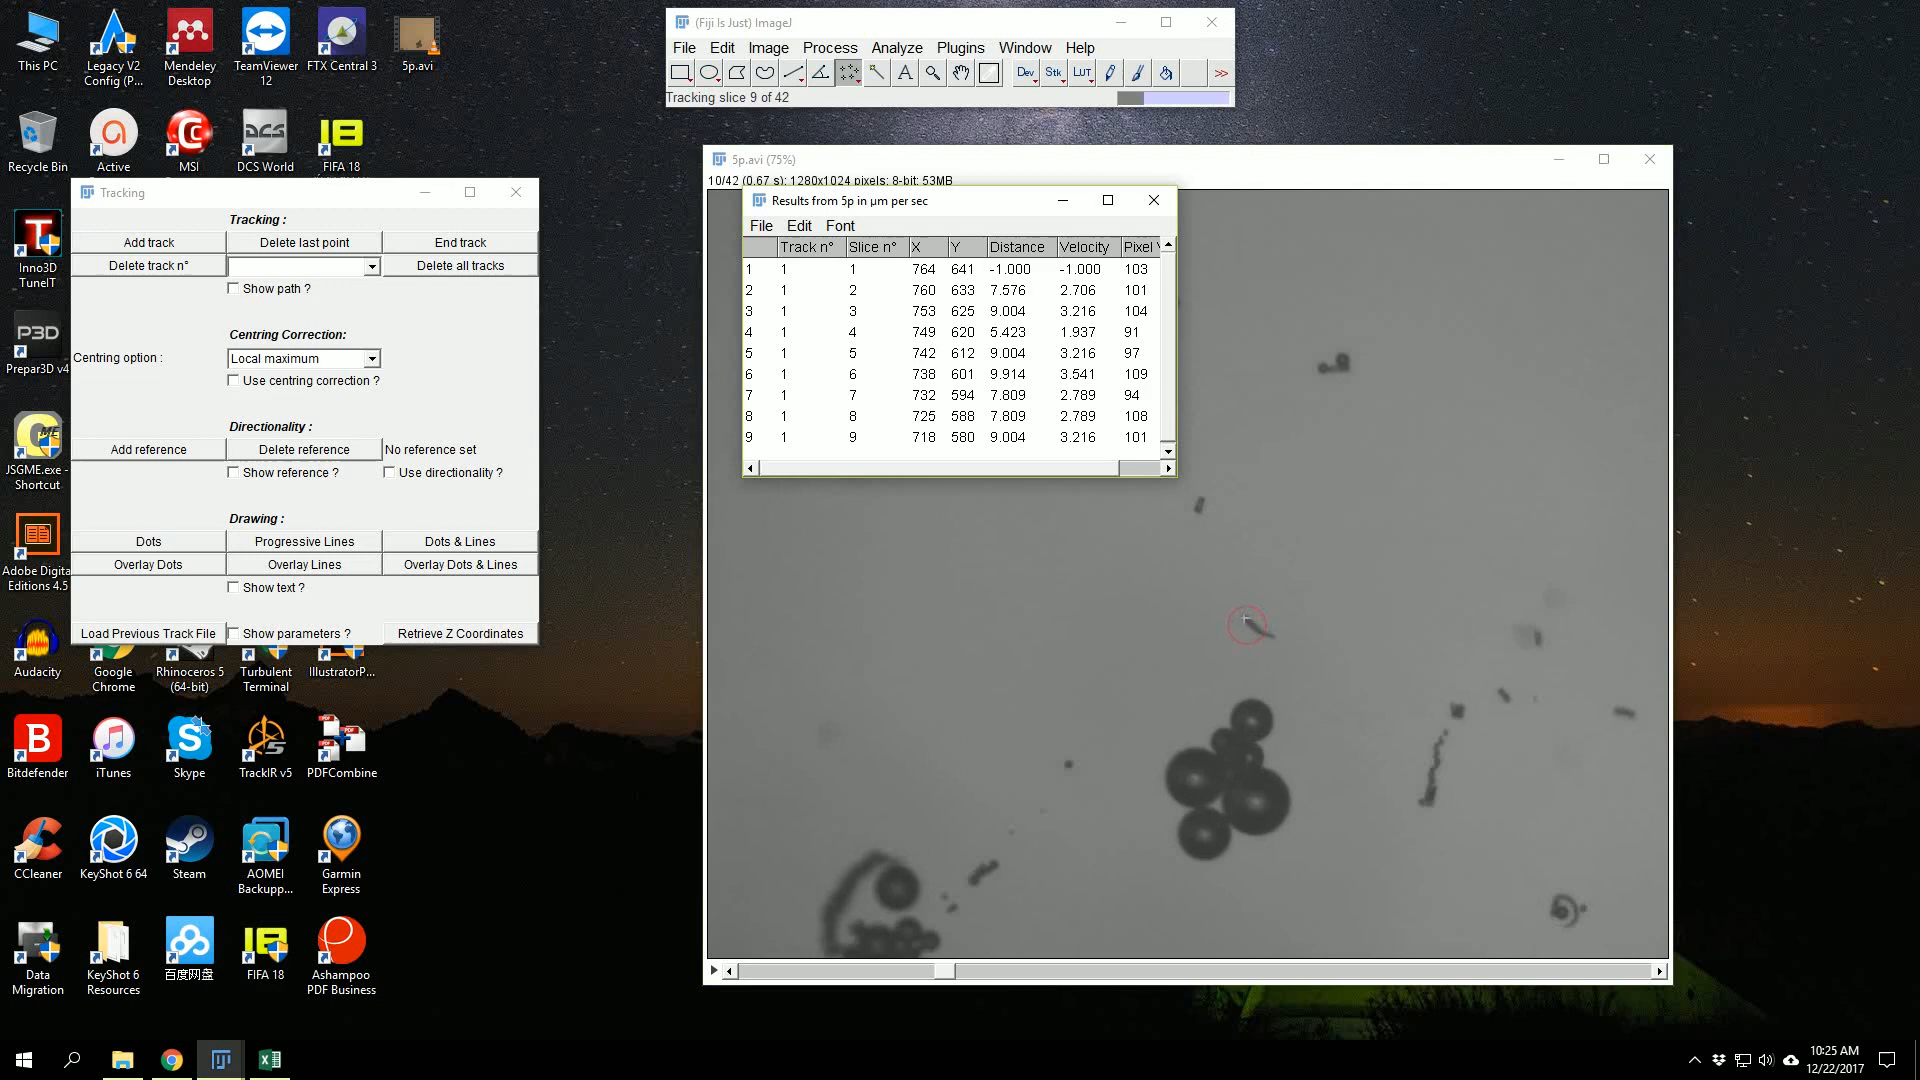 This PC
Legacy V2
Config (P...
Mendeley
Desktop
TeamViewer
12
FTX Central 3
5p.avi
Recycle Bin
Active
MSI
DCS World
FIFA 18
(Fiji Is Just) ImageJ
File Edit Image Process Analyze Plugins Window Help
Dev Stk LUT >>
Tracking slice 9 of 42
Tracking
Tracking :
Add track Delete last point End track
Delete track n° Delete all tracks
Show path ?
Centring Correction:
Centring option : Local maximum
Use centring correction ?
Directionality :
Add reference Delete reference No reference set
Show reference ? Use directionality ?
Drawing :
Dots Progressive Lines Dots & Lines
Overlay Dots Overlay Lines Overlay Dots & Lines
Show text ?
Load Previous Track File Show parameters ? Retrieve Z Coordinates
5p.avi (75%)
10/42 (0.67 s); 1280x1024 pixels; 8-bit; 53MB
Results from 5p in µm per sec
File Edit Font
Track n° Slice n° X Y Distance Velocity Pixel
1 1 1 764 641 -1.000 -1.000 103
2 1 2 760 633 7.576 2.706 101
3 1 3 753 625 9.004 3.216 104
4 1 4 749 620 5.423 1.937 91
5 1 5 742 612 9.004 3.216 97
6 1 6 738 601 9.914 3.541 109
7 1 7 732 594 7.809 2.789 94
8 1 8 725 588 7.809 2.789 108
9 1 9 718 580 9.004 3.216 101
Inno3D
TuneIT
P3D
Prepar3D v4
JSGME.exe -
Shortcut
Adobe Digita
Editions 4.5
Audacity
Google
Chrome
Rhinoceros 5
(64-bit)
Turbulent
Terminal
IllustratorP...
Bitdefender
iTunes
Skype
TrackIR v5
PDFCombine
CCleaner
KeyShot 6 64
Steam
AOMEI
Backupp...
Garmin
Express
Data
Migration
KeyShot 6
Resources
百度网盘
FIFA 18
Ashampoo
PDF Business
10:25 AM
12/22/2017